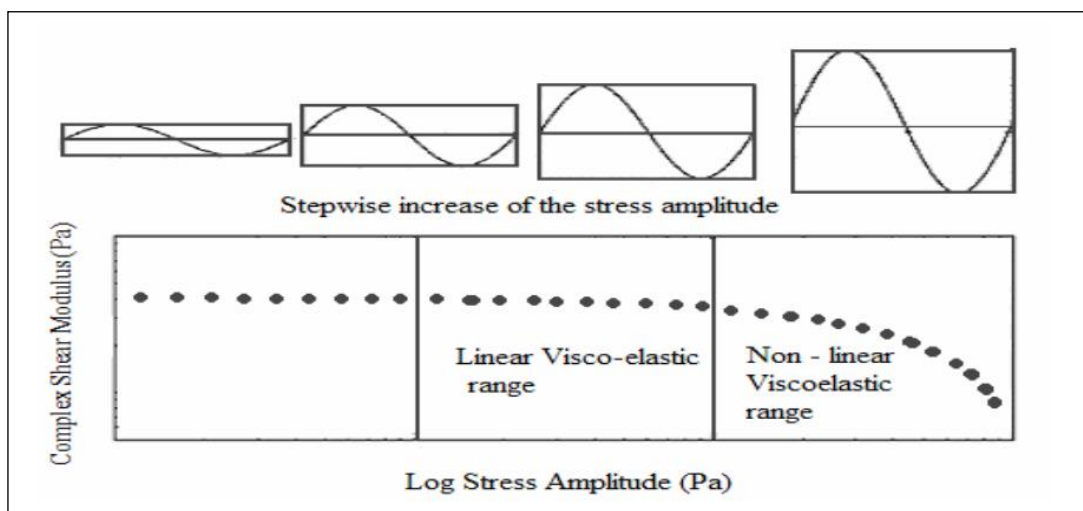 Stepwise increase of the stress amplitude
Complex Shear Modulus (Pa)
Linear Visco-elastic
range
Non - linear
Viscoelastic
range
Log Stress Amplitude (Pa)